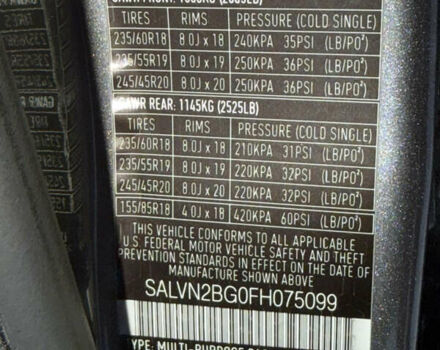 TIRES RIMS PRESSURE (COLD SINGLE)
235/60R18 8.0J x 18 240KPA 35PSI (LB/PO²)
235/55R19 8.0J x 19 250KPA 36PSI (LB/PO²)
245/45R20 8.0J x 20 250KPA 36PSI (LB/PO²)
GAWR REAR: 1145KG (2525LB)
TIRES RIMS PRESSURE (COLD SINGLE)
235/60R18 8.0J x 18 210KPA 31PSI (LB/PO²)
235/55R19 8.0J x 19 220KPA 32PSI (LB/PO²)
245/45R20 8.0J x 20 220KPA 32PSI (LB/PO²)
155/85R18 4.0J x 18 420KPA 60PSI (LB/PO²)
THIS VEHICLE CONFORMS TO ALL APPLICABLE
U.S. FEDERAL MOTOR VEHICLE SAFETY AND
THEFT PREVENTION STANDARDS IN EFFECT
ON THE DATE OF MANUFACTURE
SHOWN ABOVE.
SALVN2BG0FH075099
TYPE: MULTI-PURPOSE